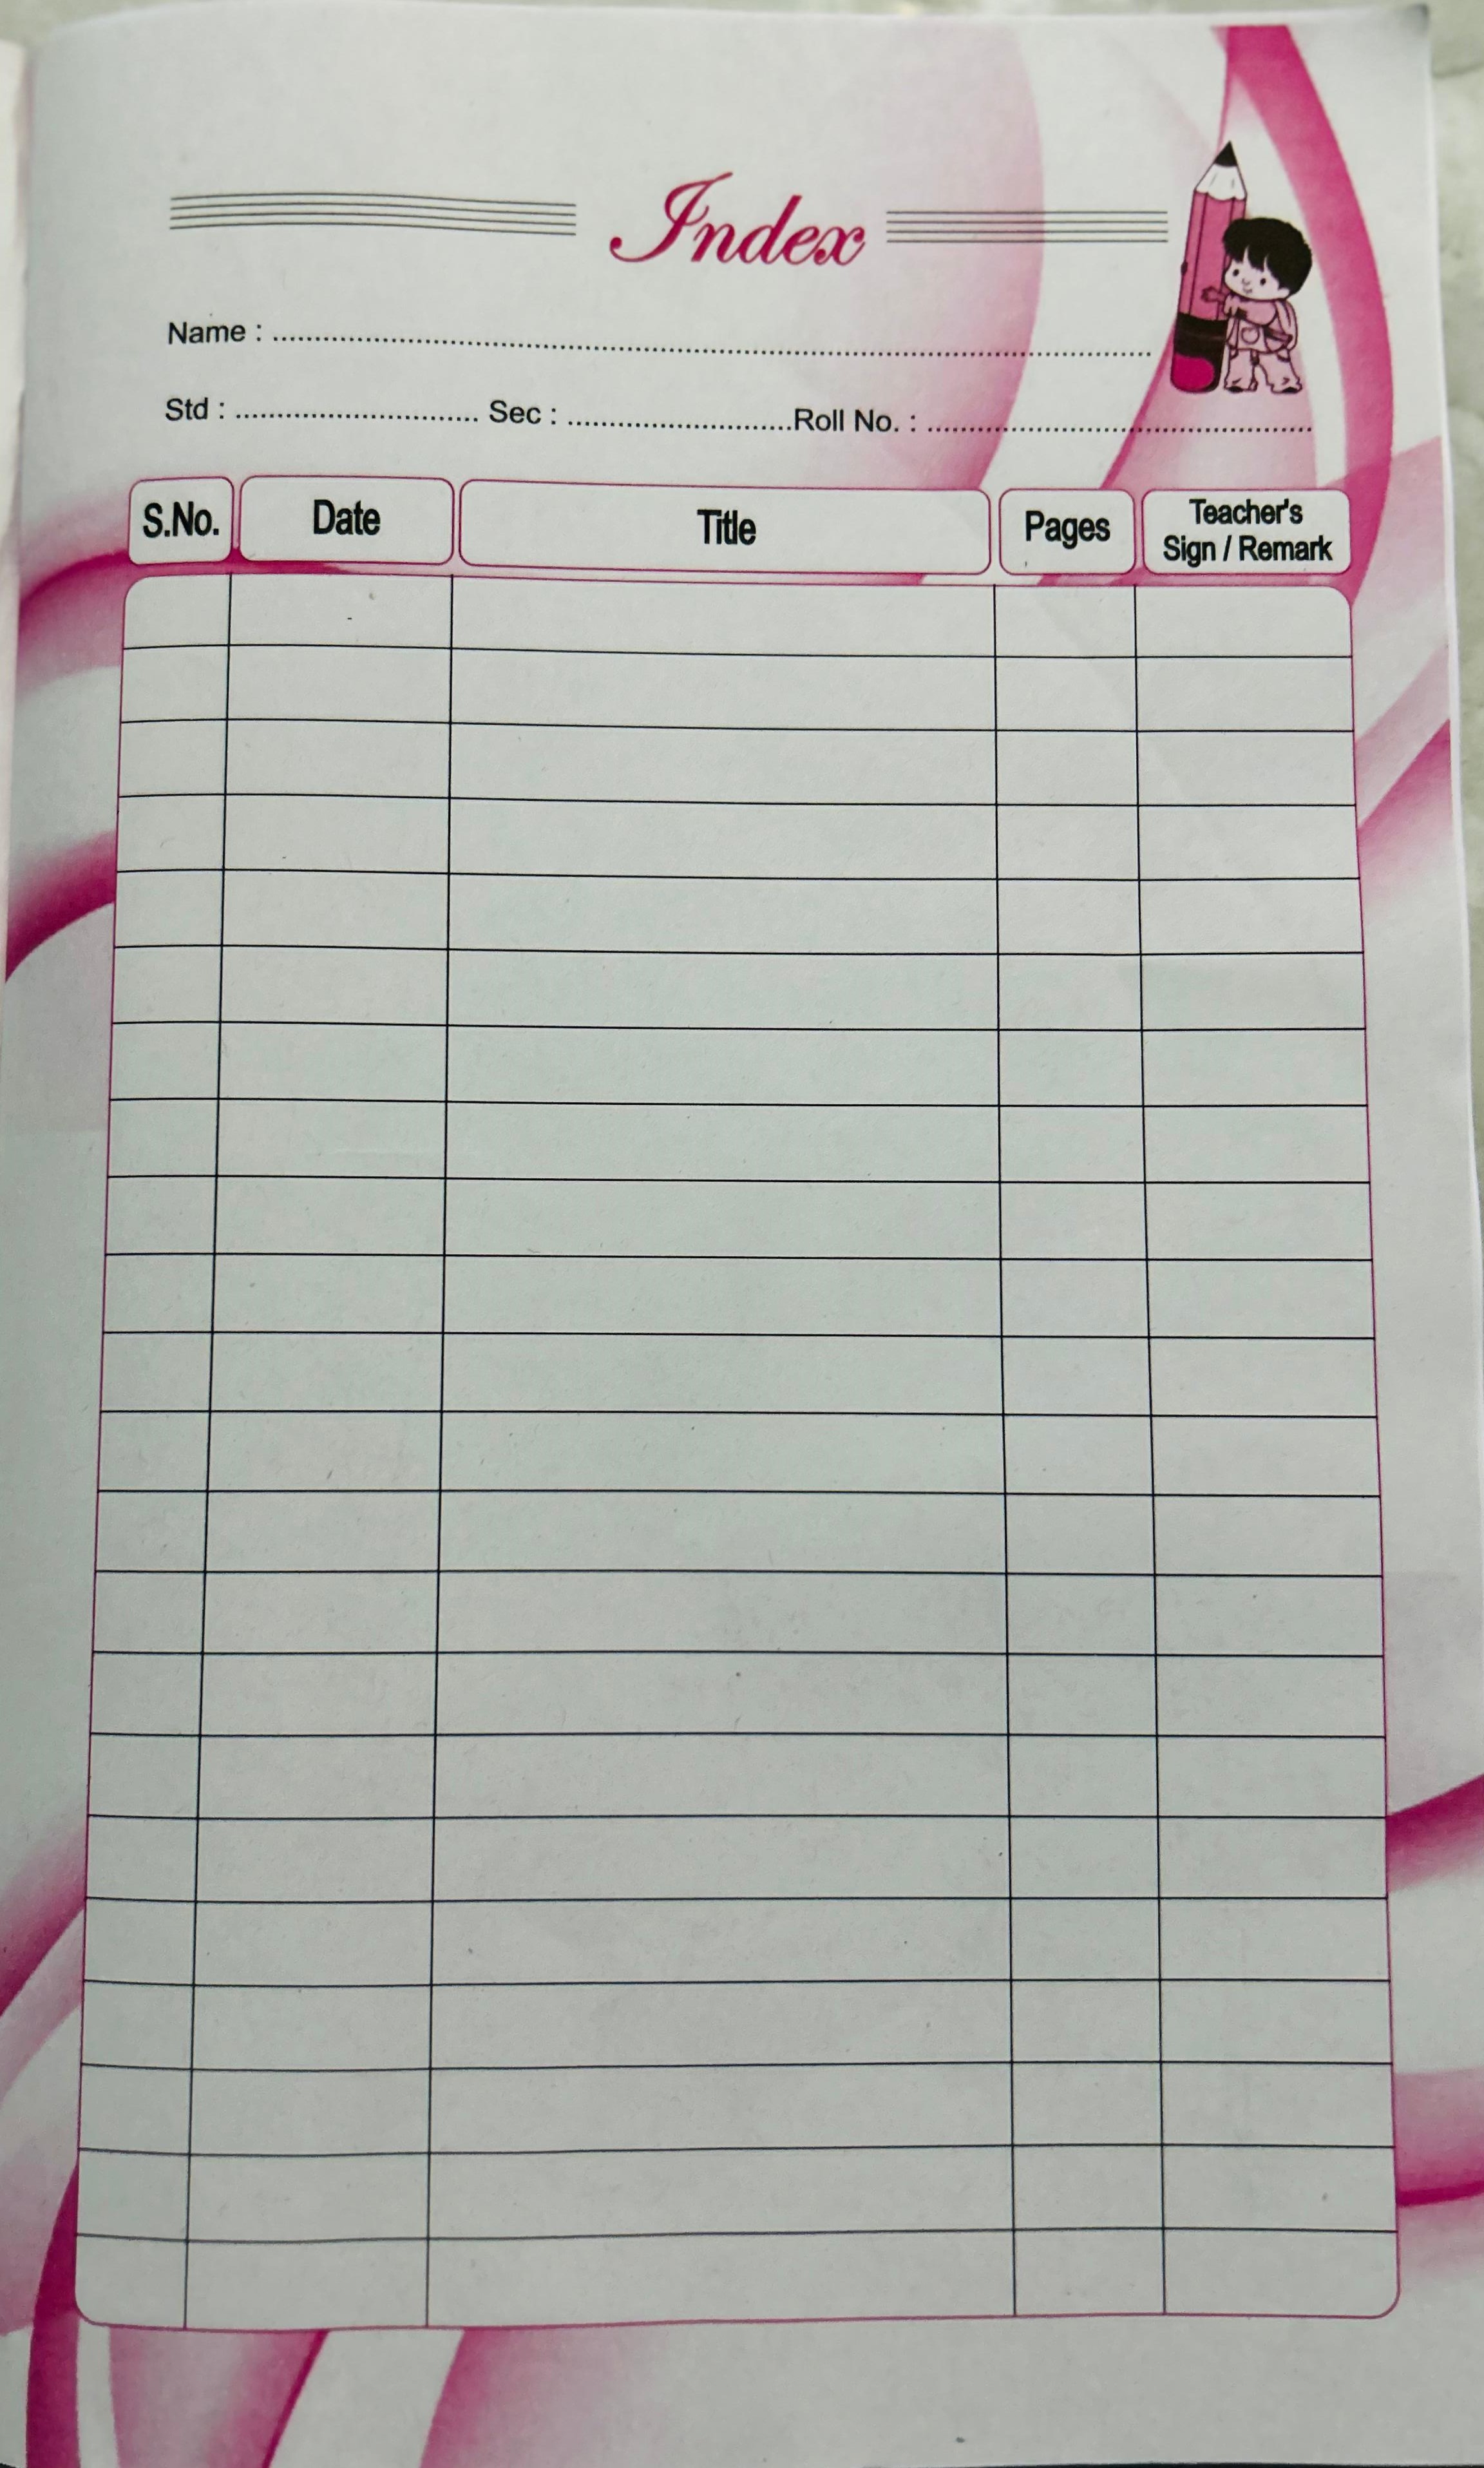 Index
Name : ..........................................................................................................
Std : ............................. Sec : ...........................Roll No. : ..............................................
S.No. Date Title Pages Teacher's Sign / Remark